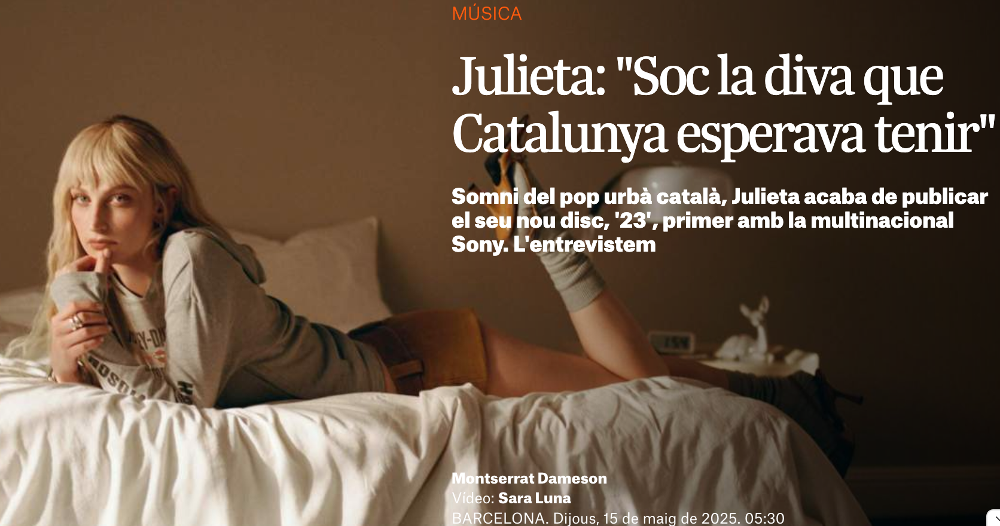 MÚSICA
Julieta: "Soc la diva que
Catalunya esperava tenir"
Somni del pop urbà català, Julieta acaba de publicar
el seu nou disc, '23', primer amb la multinacional
Sony. L'entrevistem
Montserrat Dameson
Vídeo: Sara Luna
BARCELONA. Dijous, 15 de maig de 2025. 05:30